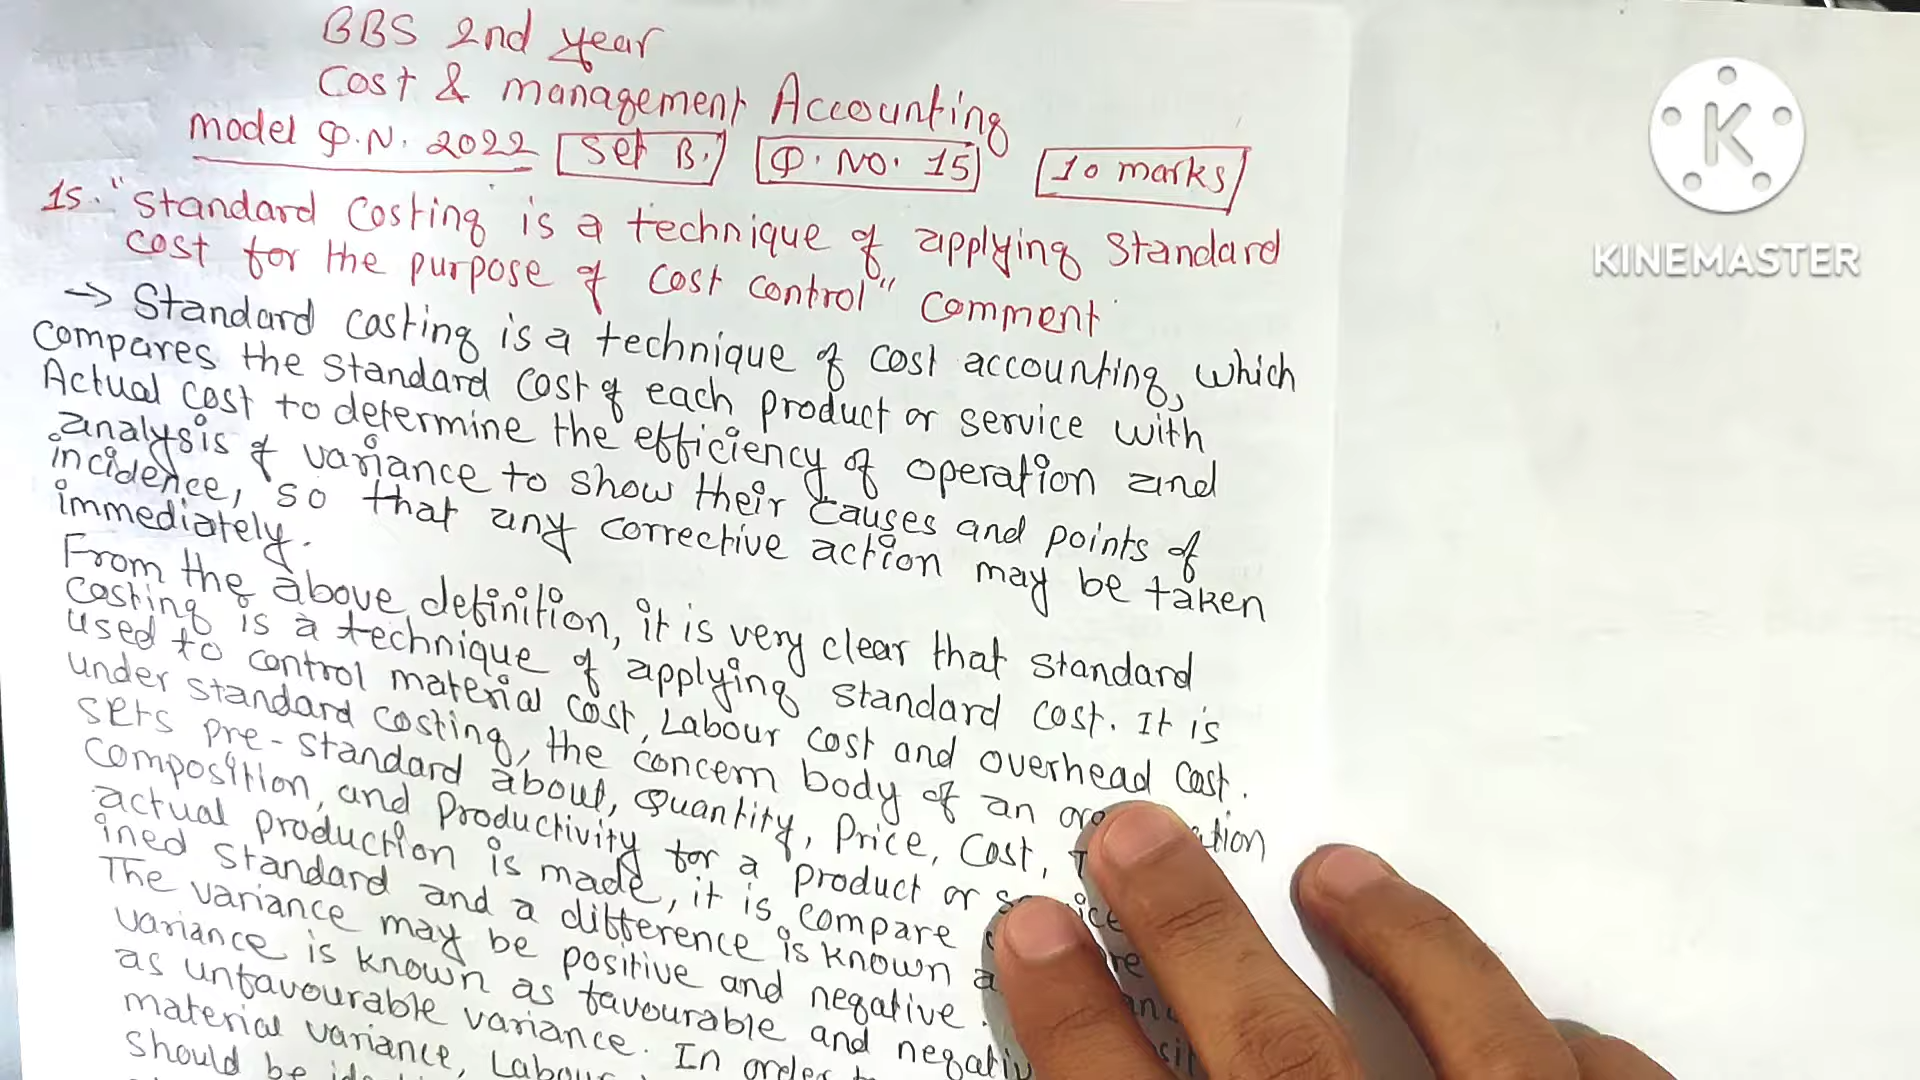 BBS 2nd year
Cost & management Accounting
model Q.N. 2022 Set B. Q. NO. 15 10 marks
15. "Standard Costing is a technique of applying Standard
cost for the purpose of cost control" Comment
→ Standard costing is a technique of cost accounting, which
compares the standard cost of each product or service with
Actual cost to determine the efficiency of operation and
analysis of variance to show their causes and points of
incidence, so that any corrective action may be taken
immediately.
From the above definition, it is very clear that standard
costing is a technique of applying standard cost. It is
used to control material cost, Labour cost and overhead cost.
under standard costing, the concern body of an
sets pre-standard about, quantity, Price, Cost,
composition, and Productivity for a product or
actual production is made, it is compare
ined standard and a difference is known
The variance may be positive and negative.
variance is known as favourable and
as unfavourable variance. In order
material variance, Labour
should be
K
KINEMASTER